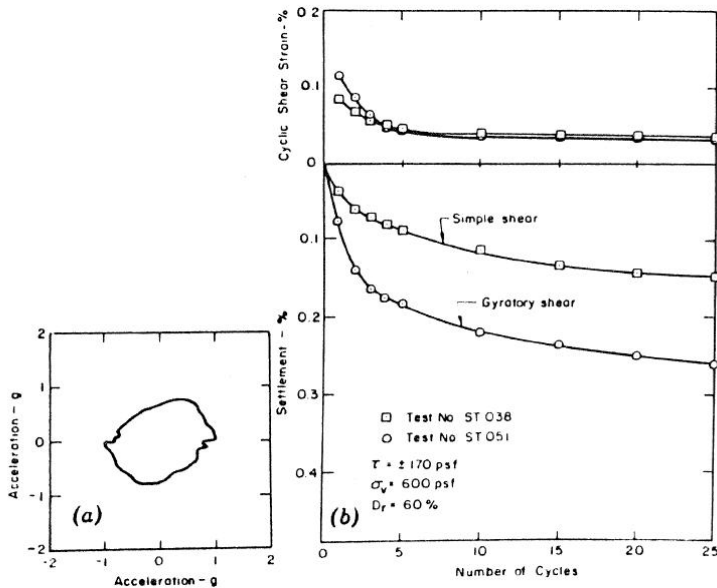 Cyclic Shear Strain-%
0.2
0.1
0
Simple shear
0.1
Gyratory shear
0.2
Settlement - %
0.3
□ Test No ST 038
○ Test No ST 051
τ = ± 170 psf
σv = 600 psf
Dr = 60 %
0.4
(b)
0 5 10 15 20 25
Number of Cycles
2
1
0
-1
-2
Acceleration - g
(a)
-2 -1 0 1 2
Acceleration - g